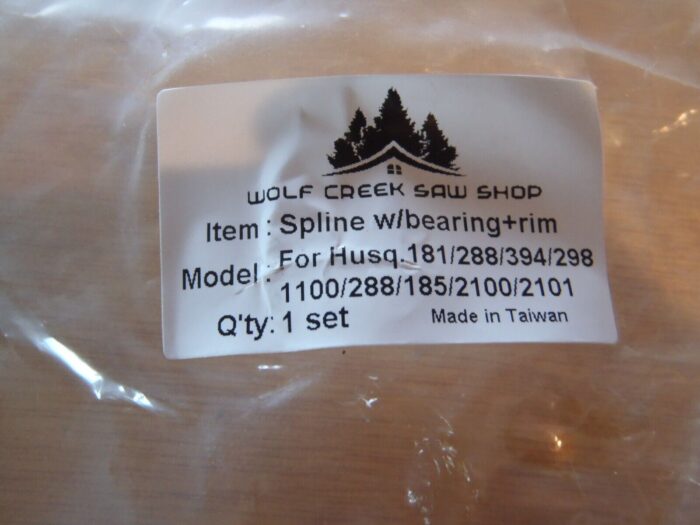 WOLF CREEK SAW SHOP
Item : Spline w/bearing+rim
Model : For Husq.181/288/394/298
1100/288/185/2100/2101
Q'ty: 1 set Made in Taiwan